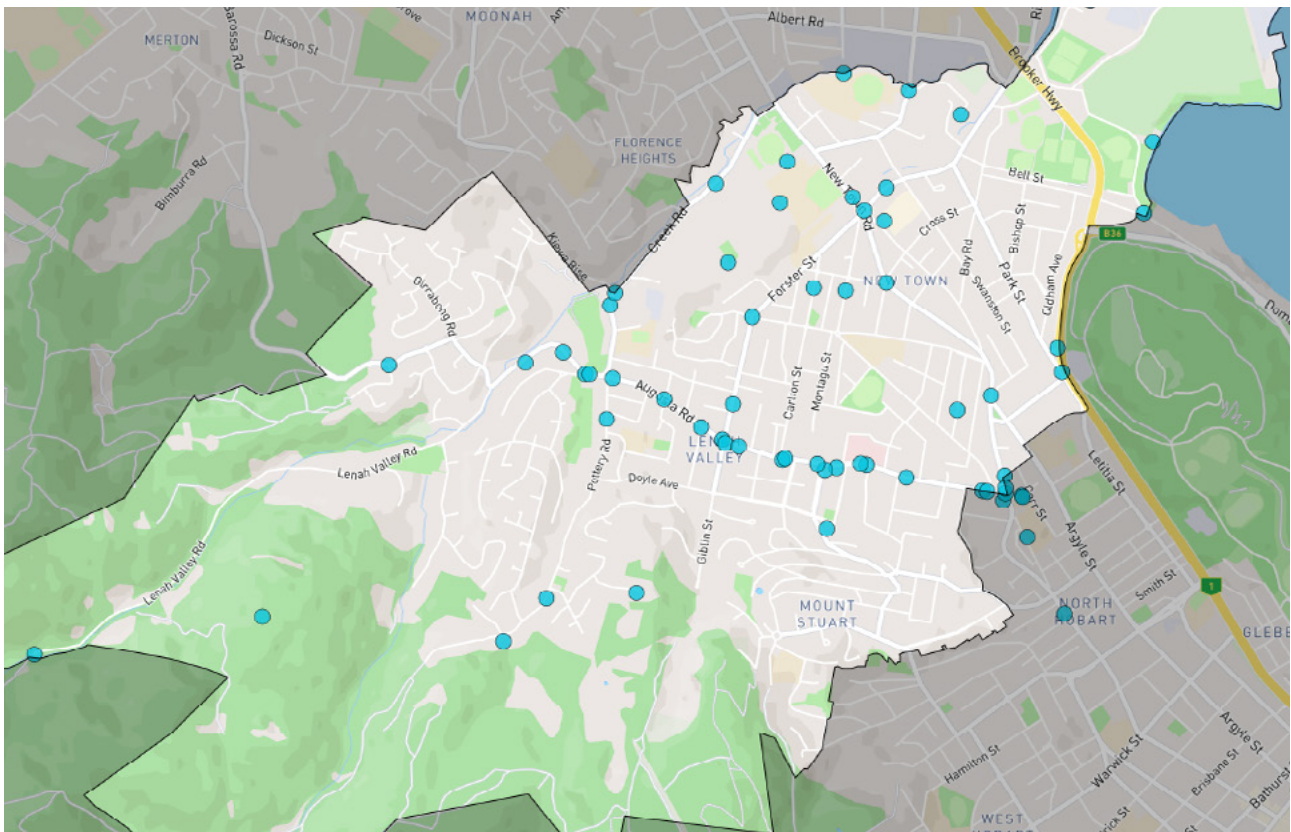 MOONAH
Albert Rd
MERTON
Dickson St
Barossa Rd
Brooker Hwy
FLORENCE
HEIGHTS
Bimburra Rd
Bell St
Creek Rd
Cross St
Bishop St
B36
Kiewa Rise
Forster St
Bay Rd
Park St
Oldham Ave
NEW TOWN
Swanston St
Girrabong Rd
Augusta Rd
Carlton St
Montagu St
LENAH
VALLEY
Lenah Valley Rd
Pottery Rd
Doyle Ave
Letitia St
Argyle St
Giblin St
Lenah Valley Rd
Smith St
1
MOUNT
STUART
NORTH
HOBART
GLEBE
Argyle St
Hamilton St
Warwick St
Brisbane St
Bathurst
WEST